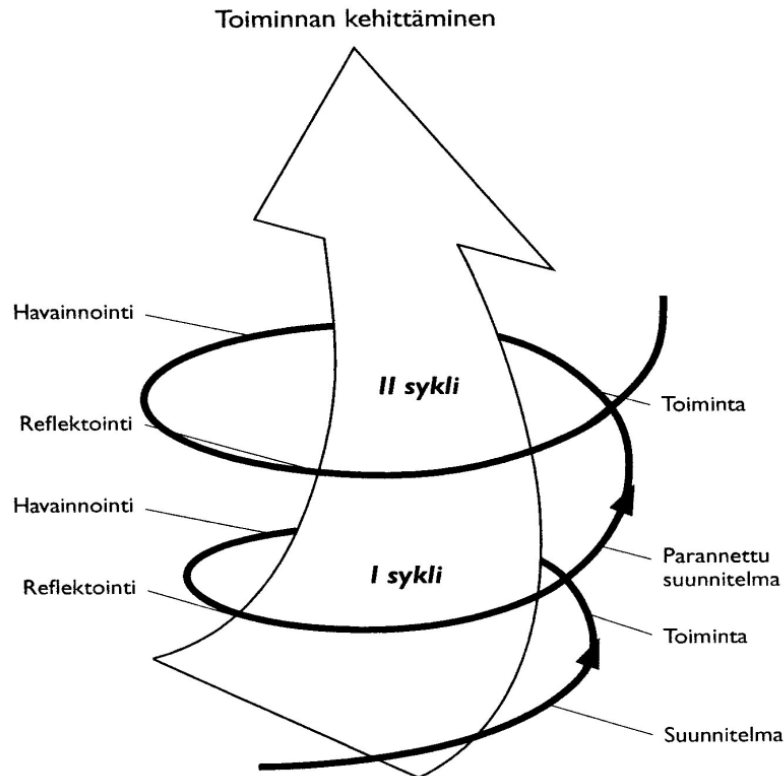 Toiminnan kehittäminen
Havainnointi
II sykli
Toiminta
Reflektointi
Havainnointi
Parannettu
suunnitelma
I sykli
Reflektointi
Toiminta
Suunnitelma